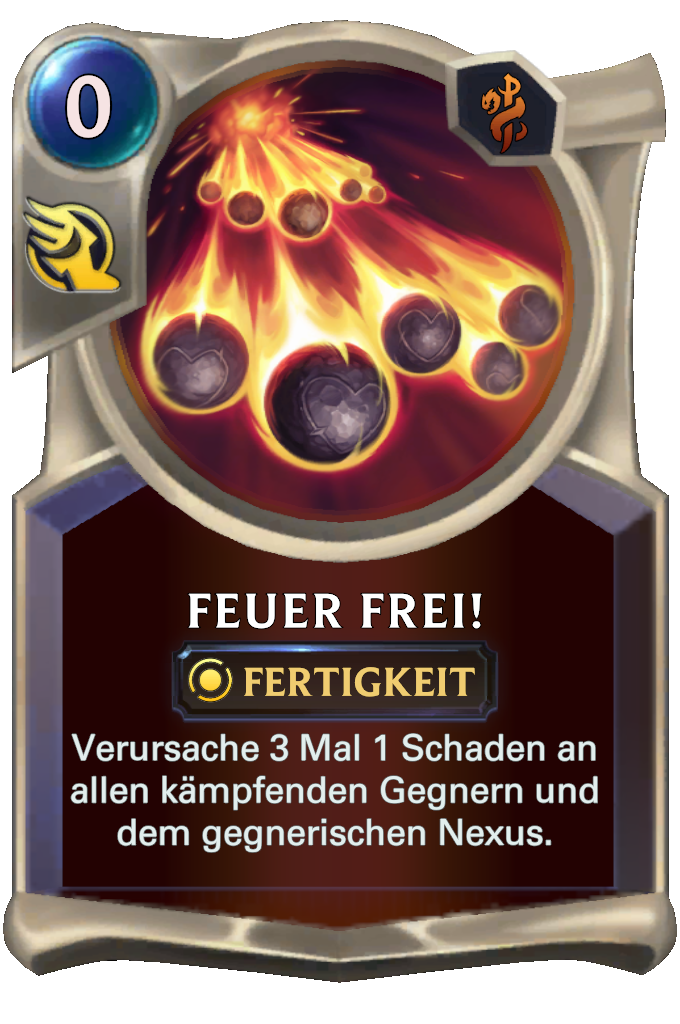 0
FEUER FREI!
FERTIGKEIT
Verursache 3 Mal 1 Schaden an
allen kämpfenden Gegnern und
dem gegnerischen Nexus.